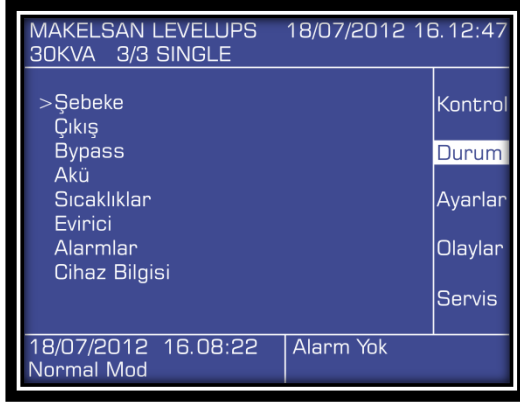 MAKELSAN LEVELUPS 18/07/2012 16.12:47
30KVA 3/3 SINGLE
>Şebeke
Çıkış
Bypass
Akü
Sıcaklıklar
Evirici
Alarmlar
Cihaz Bilgisi
Kontrol
Durum
Ayarlar
Olaylar
Servis
18/07/2012 16.08:22
Normal Mod
Alarm Yok